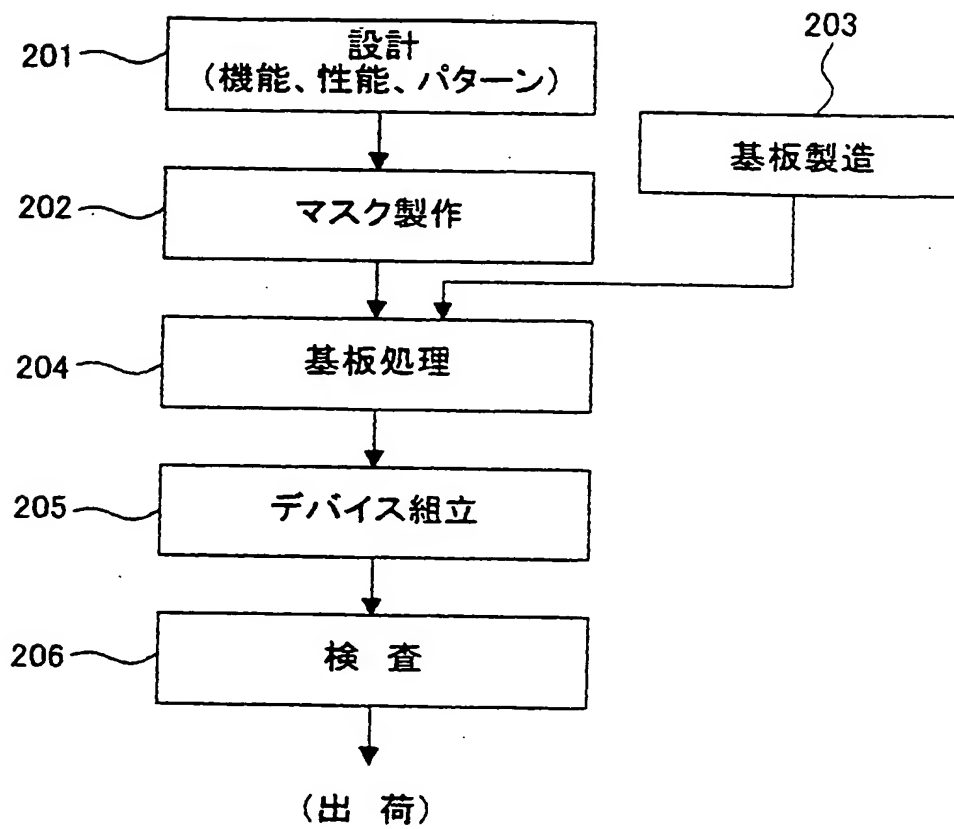 201
設計
(機能、性能、パターン)
203
基板製造
202
マスク製作
204
基板処理
205
デバイス組立
206
検 査
(出 荷)